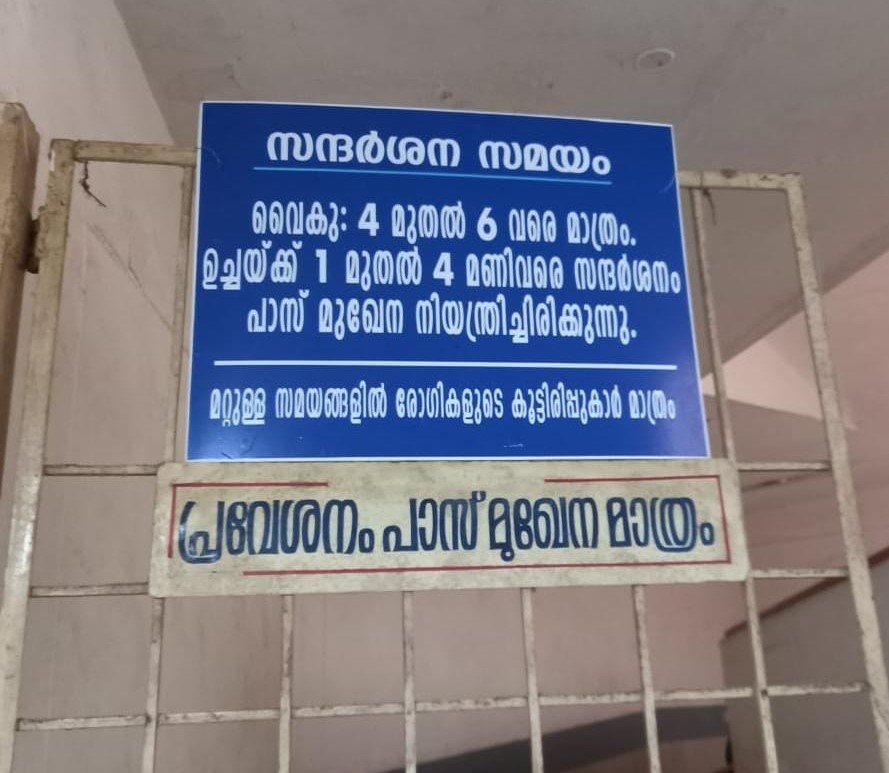 സന്ദർശന സമയം
വൈകു: 4 മുതൽ 6 വരെ മാത്രം.
ഉച്ചയ്ക്ക് 1 മുതൽ 4 മണിവരെ സന്ദർശനം
പാസ് മുഖേന നിയന്ത്രിച്ചിരിക്കുന്നു.
മറ്റുള്ള സമയങ്ങളിൽ രോഗികളുടെ കൂട്ടിരിപ്പുകാർ മാത്രം
പ്രവേശനം പാസ് മുഖേന മാത്രം